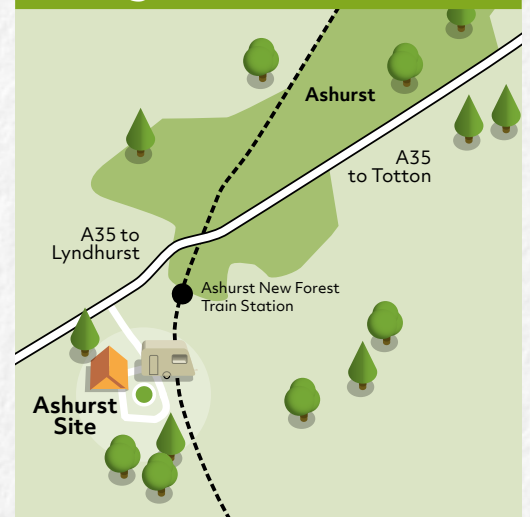 Ashurst
A35
to Totton
A35 to
Lyndhurst
Ashurst New Forest
Train Station
Ashurst
Site